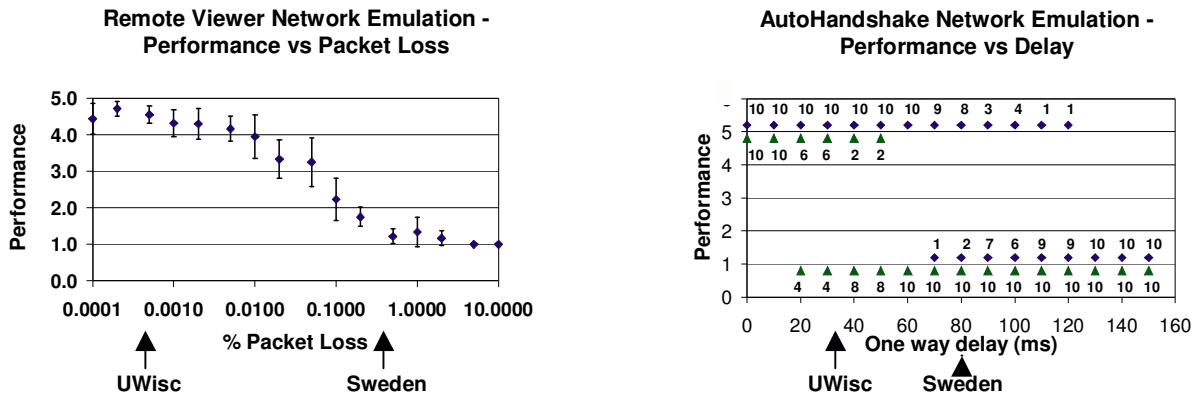 Remote Viewer Network Emulation -
Performance vs Packet Loss
5.0
4.0
3.0
2.0
1.0
0.0
Performance
0.0001 0.0010 0.0100 0.1000 1.0000 10.0000
% Packet Loss
UWisc Sweden
AutoHandshake Network Emulation -
Performance vs Delay
10 10 10 10 10 10 10 9 8 3 4 1 1
5
10 10 6 6 2 2
4
3
2
Performance
1 2 7 6 9 9 10 10 10
1
4 4 8 8 10 10 10 10 10 10 10 10 10 10
0
0 20 40 60 80 100 120 140 160
One way delay (ms)
UWisc Sweden